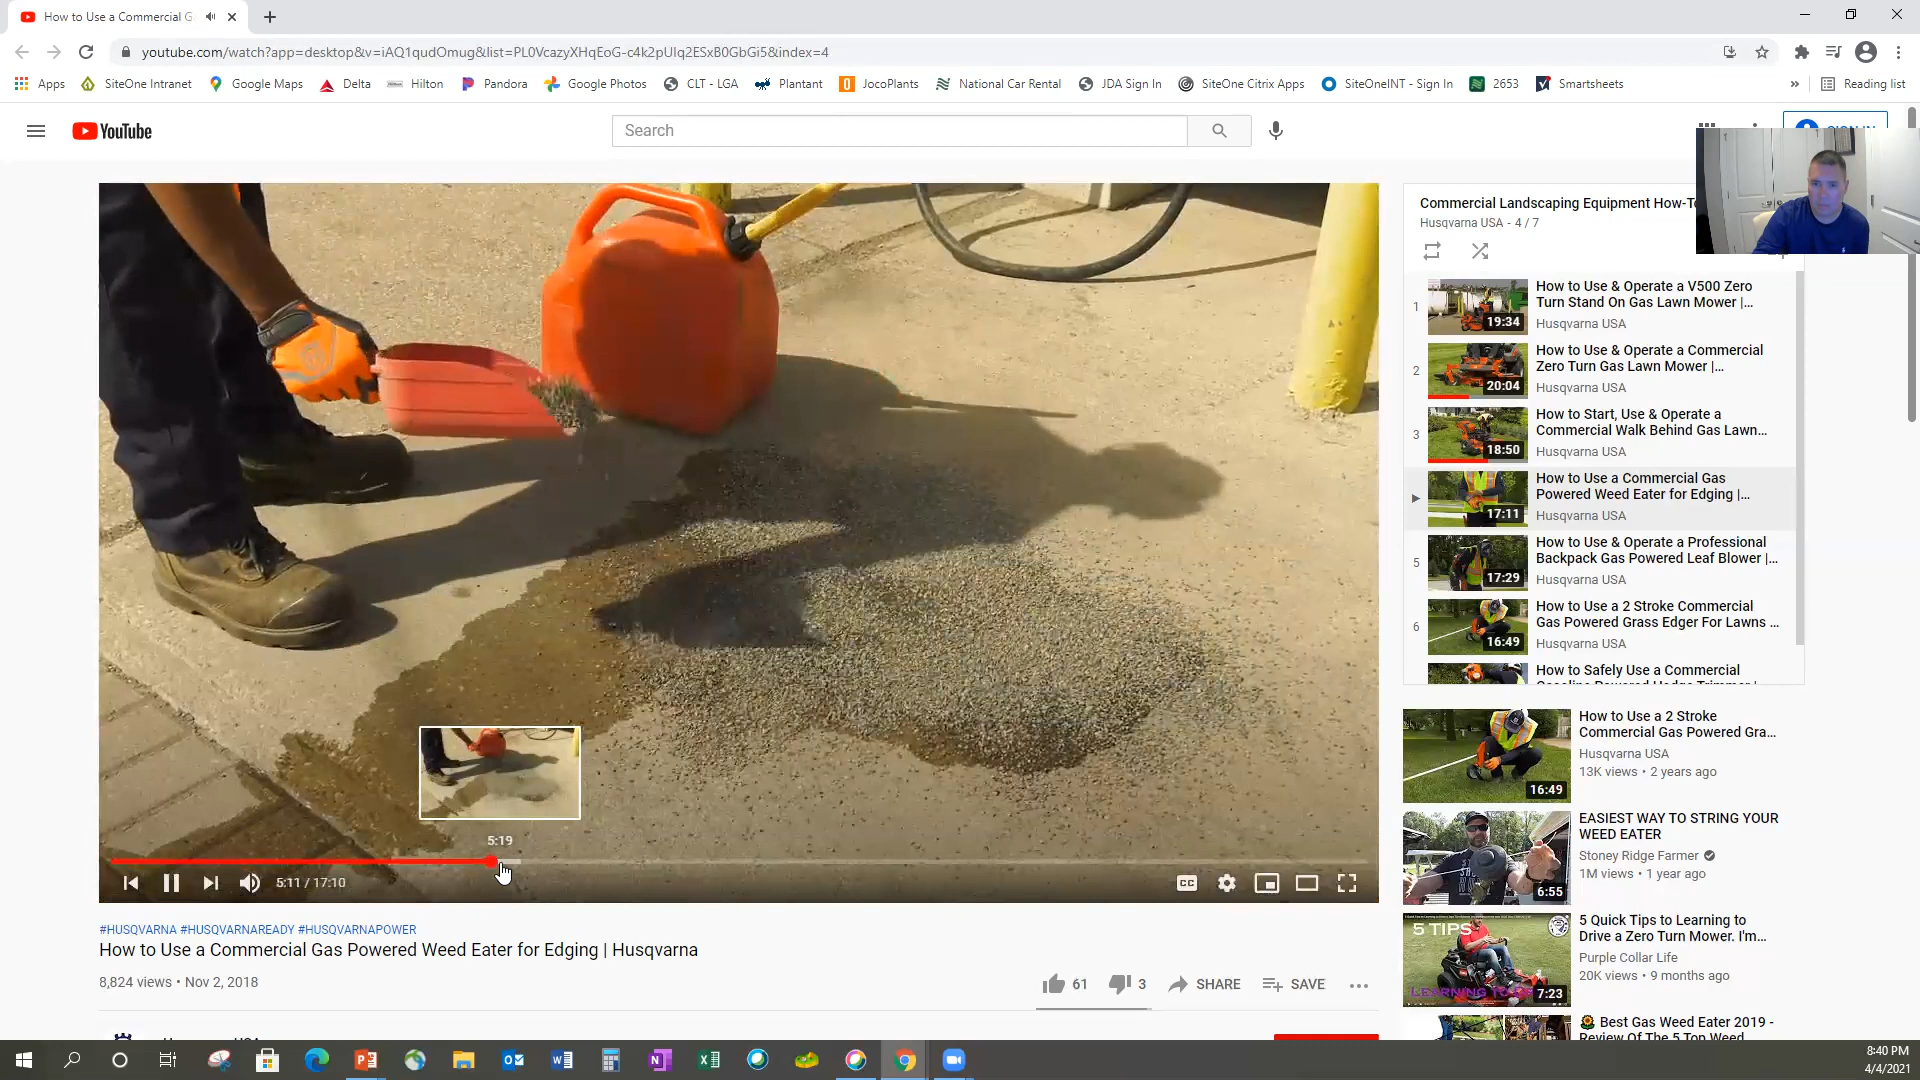 How to Use a Commercial G
youtube.com/watch?app=desktop&v=iAQ1qudOmug&list=PL0VcazyXHqEoG-c4k2pUIq2ESxB0GbGi5&index=4
Apps
SiteOne Intranet
Google Maps
Delta
Hilton
Pandora
Google Photos
CLT - LGA
Plantant
JocoPlants
National Car Rental
JDA Sign In
SiteOne Citrix Apps
SiteOneINT - Sign In
2653
Smartsheets
»
Reading list
YouTube
Search
Commercial Landscaping Equipment How-To
Husqvarna USA - 4 / 7
1
How to Use & Operate a V500 Zero
Turn Stand On Gas Lawn Mower |...
Husqvarna USA
19:34
2
How to Use & Operate a Commercial
Zero Turn Gas Lawn Mower |...
Husqvarna USA
20:04
3
How to Start, Use & Operate a
Commercial Walk Behind Gas Lawn...
Husqvarna USA
18:50
How to Use a Commercial Gas
Powered Weed Eater for Edging |...
Husqvarna USA
17:11
5
How to Use & Operate a Professional
Backpack Gas Powered Leaf Blower |...
Husqvarna USA
17:29
6
How to Use a 2 Stroke Commercial
Gas Powered Grass Edger For Lawns ...
Husqvarna USA
16:49
How to Safely Use a Commercial
5:19
5:11 / 17:10
CC
#HUSQVARNA #HUSQVARNAREADY #HUSQVARNAPOWER
How to Use a Commercial Gas Powered Weed Eater for Edging | Husqvarna
8,824 views • Nov 2, 2018
61
3
SHARE
SAVE
How to Use a 2 Stroke
Commercial Gas Powered Gra...
Husqvarna USA
13K views • 2 years ago
16:49
EASIEST WAY TO STRING YOUR
WEED EATER
Stoney Ridge Farmer
1M views • 1 year ago
6:55
5 TIPS
5 Quick Tips to Learning to
Drive a Zero Turn Mower. I'm...
Purple Collar Life
20K views • 9 months ago
7:23
Best Gas Weed Eater 2019 -
Review Of The 5 Top Weed
8:40 PM
4/4/2021